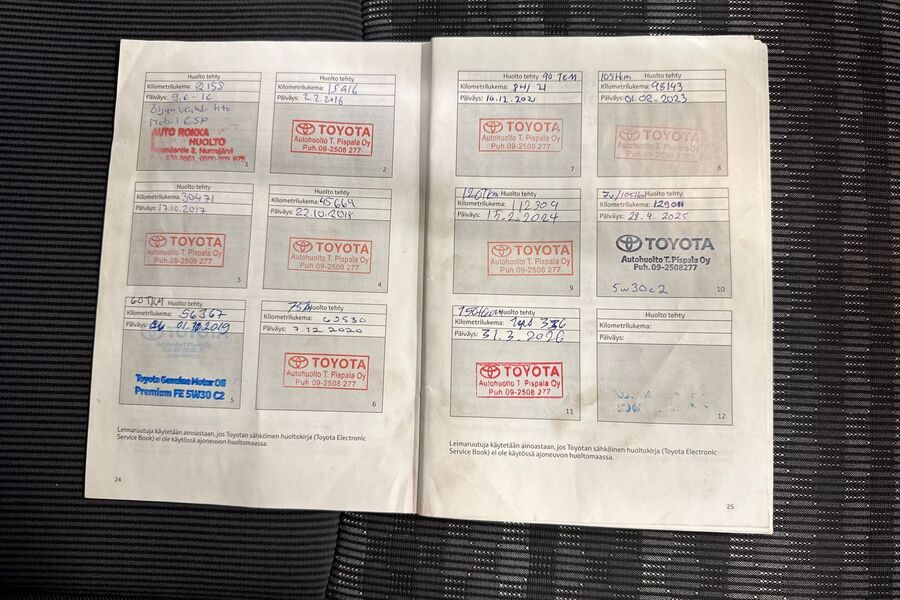 Huolto tehty
Kilometrilukema: 8155
Päiväys: 9.6-16
AUTO ROKKA
HUOLTO
1
Huolto tehty
Kilometrilukema: 15916
Päiväys: 2.2.2016
TOYOTA
Autohuolto T. Pispala Oy
Puh.09-2508 277
2
Huolto tehty
Kilometrilukema: 30471
Päiväys: 17.10.2017
TOYOTA
Autohuolto T. Pispala Oy
Puh.09-2508 277
3
Huolto tehty
Kilometrilukema: 45664
Päiväys: 22.10.2018
TOYOTA
Autohuolto T. Pispala Oy
Puh.09-2508 277
4
60 TKM Huolto tehty
Kilometrilukema: 56367
Päiväys: 01.10.2019
Toyota Genuine Motor Oil
Premium FE 5W30 C2
5
Huolto tehty
Kilometrilukema:
Päiväys: 7.12 2020
TOYOTA
Autohuolto T. Pispala Oy
Puh.09-2508 277
6
Leimaruutuja käytetään ainoastaan, jos Toyotan sähköinen huoltokirja (Toyota Electronic
Service Book) ei ole käytössä ajoneuvon huoltomaassa.
24
Huolto tehty 90 TKM
Kilometrilukema: 84121
Päiväys: 10.12.2021
TOYOTA
Autohuolto T. Pispala Oy
Puh.09-2508 277
7
105tkm Huolto tehty
Kilometrilukema: 98143
Päiväys: 01.02.2023
TOYOTA
Autohuolto T. Pispala Oy
Puh.09-2508 277
8
120Tkm Huolto tehty
Kilometrilukema: 112309
Päiväys: 15.2.2024
TOYOTA
Autohuolto T. Pispala Oy
Puh.09-2508 277
9
Huolto tehty
Kilometrilukema: 129011
Päiväys: 28.4.2025
TOYOTA
Autohuolto T. Pispala Oy
Puh.09-2508277
5w30c2
10
Huolto tehty
Kilometrilukema:
Päiväys: 31.3.2026
TOYOTA
Autohuolto T. Pispala Oy
Puh.09-2508 277
11
Huolto tehty
Kilometrilukema:
Päiväys:
12
Leimaruutuja käytetään ainoastaan, jos Toyotan sähköinen huoltokirja (Toyota Electronic
Service Book) ei ole käytössä ajoneuvon huoltomaassa.
25